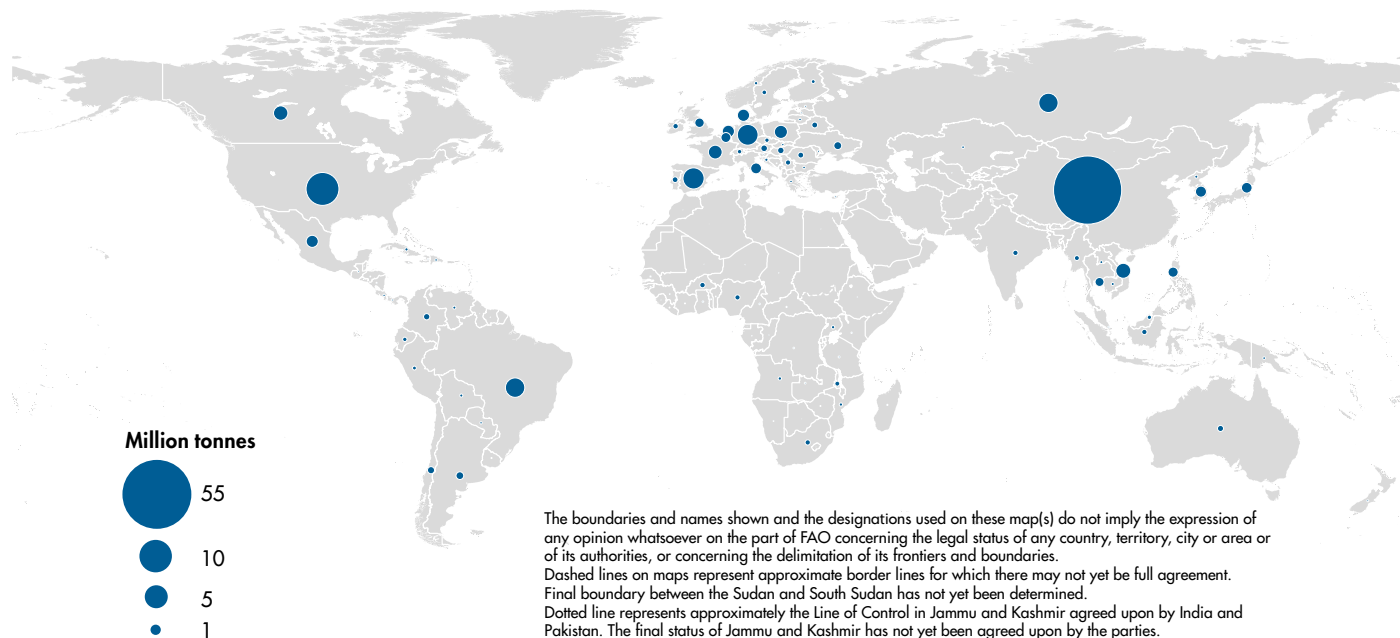 Million tonnes
55
10
5
1
The boundaries and names shown and the designations used on these map(s) do not imply the expression of
any opinion whatsoever on the part of FAO concerning the legal status of any country, territory, city or area or
of its authorities, or concerning the delimitation of its frontiers and boundaries.
Dashed lines on maps represent approximate border lines for which there may not yet be full agreement.
Final boundary between the Sudan and South Sudan has not yet been determined.
Dotted line represents approximately the Line of Control in Jammu and Kashmir agreed upon by India and
Pakistan. The final status of Jammu and Kashmir has not yet been agreed upon by the parties.